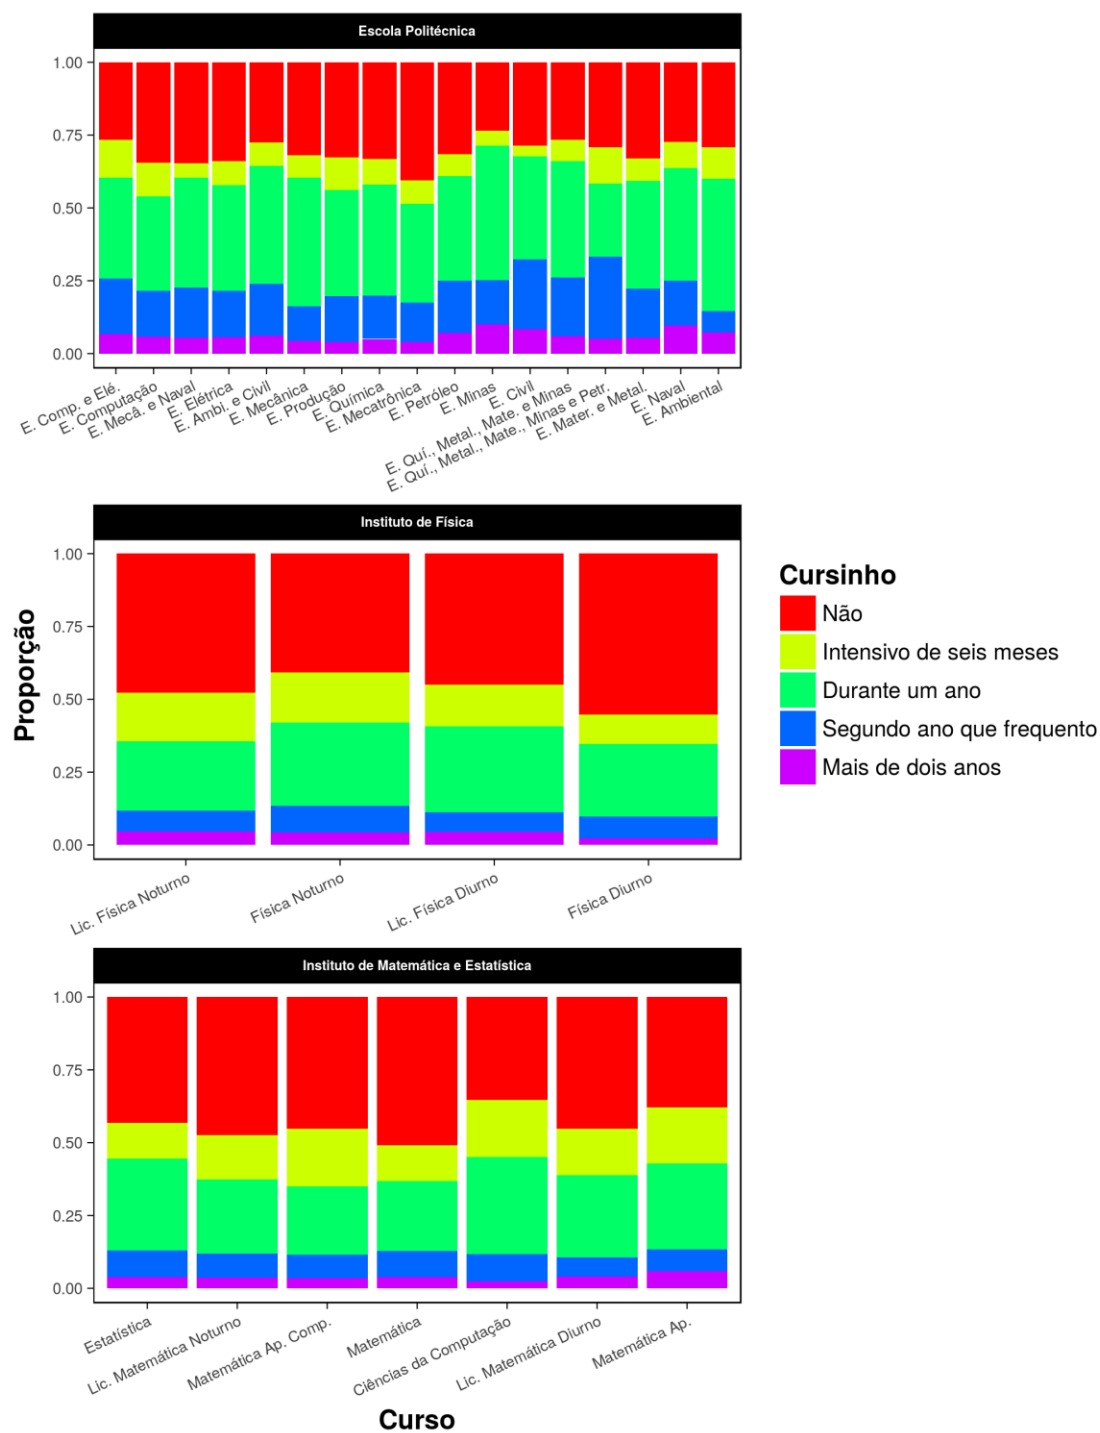 Escola Politécnica
1.00
0.75
0.50
0.25
0.00
E. Comp. e Elé.
E. Computação
E. Mecâ. e Naval
E. Elétrica
E. Ambi. e Civil
E. Mecânica
E. Produção
E. Química
E. Mecatrônica
E. Petróleo
E. Minas
E. Civil
E. Quí., Metal., Mate. e Minas
E. Quí., Metal., Mate., Minas e Petr.
E. Mater. e Metal.
E. Naval
E. Ambiental
Instituto de Física
1.00
0.75
0.50
0.25
0.00
Lic. Física Noturno
Física Noturno
Lic. Física Diurno
Física Diurno
Proporção
Cursinho
Não
Intensivo de seis meses
Durante um ano
Segundo ano que frequento
Mais de dois anos
Instituto de Matemática e Estatística
1.00
0.75
0.50
0.25
0.00
Estatística
Lic. Matemática Noturno
Matemática Ap. Comp.
Matemática
Ciências da Computação
Lic. Matemática Diurno
Matemática Ap.
Curso